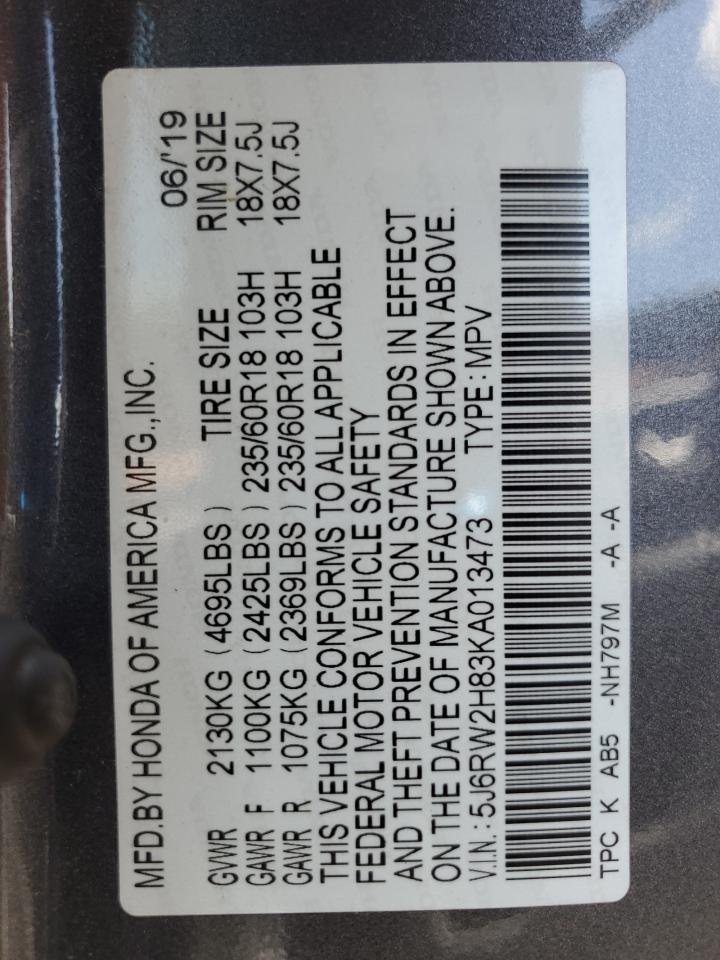 MFD.BY HONDA OF AMERICA MFG.,INC. 06/'19
GVWR 2130KG (4695LBS) TIRE SIZE RIM SIZE
GAWR F 1100KG (2425LBS) 235/60R18 103H 18X7.5J
GAWR R 1075KG (2369LBS) 235/60R18 103H 18X7.5J
THIS VEHICLE CONFORMS TO ALL APPLICABLE
FEDERAL MOTOR VEHICLE SAFETY
AND THEFT PREVENTION STANDARDS IN EFFECT
ON THE DATE OF MANUFACTURE SHOWN ABOVE.
V.I.N.: 5J6RW2H83KA013473 TYPE: MPV
TPC K AB5 -NH797M -A -A